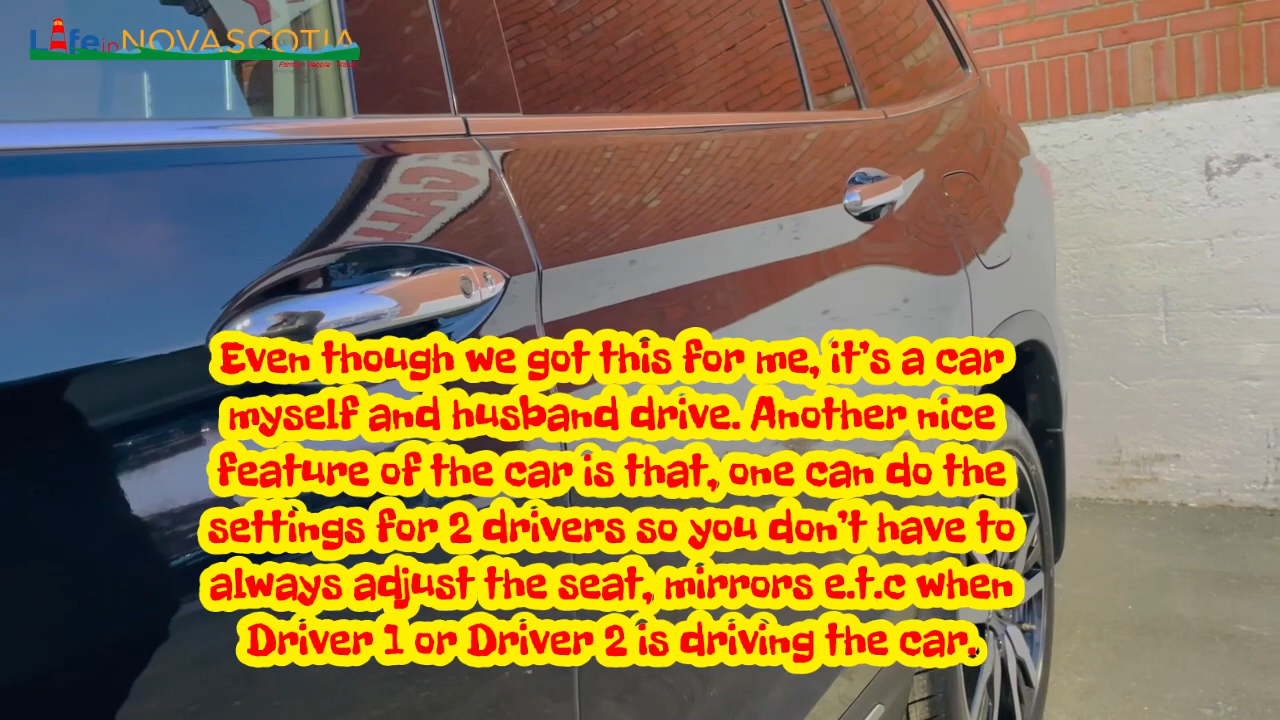 Life in NOVASCOTIA
Even though we got this for me, it's a car
myself and husband drive. Another nice
feature of the car is that, one can do the
settings for 2 drivers so you don't have to
always adjust the seat, mirrors e.t.c when
Driver 1 or Driver 2 is driving the car.